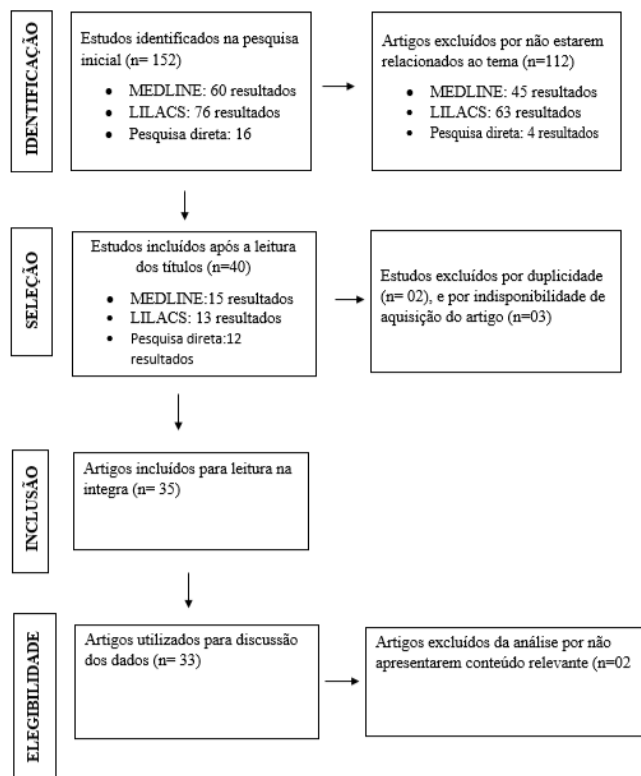 IDENTIFICAÇÃO
Estudos identificados na pesquisa
inicial (n= 152)
• MEDLINE: 60 resultados
• LILACS: 76 resultados
• Pesquisa direta: 16
Artigos excluídos por não estarem
relacionados ao tema (n=112)
• MEDLINE: 45 resultados
• LILACS: 63 resultados
• Pesquisa direta: 4 resultados
SELEÇÃO
Estudos incluídos após a leitura
dos títulos (n=40)
• MEDLINE:15 resultados
• LILACS: 13 resultados
• Pesquisa direta:12
resultados
Estudos excluídos por duplicidade
(n= 02), e por indisponibilidade de
aquisição do artigo (n=03)
INCLUSÃO
Artigos incluídos para leitura na
integra (n= 35)
ELEGIBILIDADE
Artigos utilizados para discussão
dos dados (n= 33)
Artigos excluídos da análise por não
apresentarem conteúdo relevante (n=02